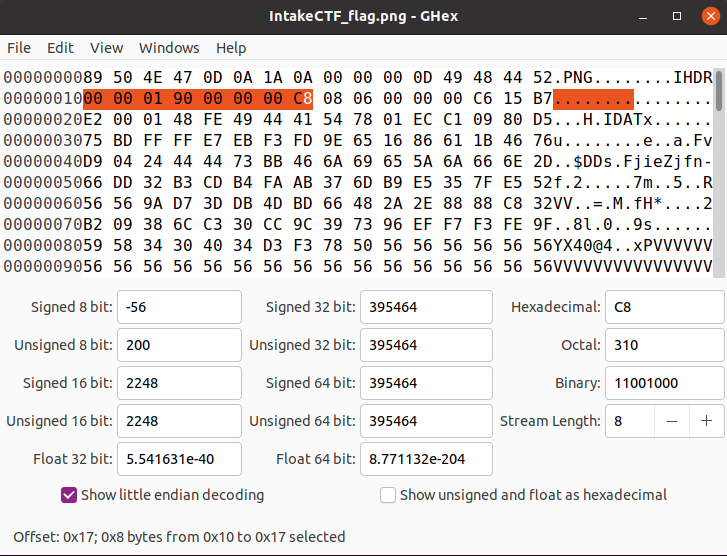 IntakeCTF_flag.png - GHex
File Edit View Windows Help
00000000 89 50 4E 47 0D 0A 1A 0A 00 00 00 0D 49 48 44 52 .PNG........IHDR
00000010 00 00 01 90 00 00 00 C8 08 06 00 00 00 C6 15 B7 ................
00000020 E2 00 01 48 FE 49 44 41 54 78 01 EC C1 09 80 D5 ...H.IDATx......
00000030 75 BD FF FF E7 EB F3 FD 9E 65 16 86 61 1B 46 76 u........e..a.Fv
00000040 D9 04 24 44 44 73 BB 46 6A 69 65 5A 6A 66 6E 2D ..$DDs.FjieZjfn-
00000050 66 DD 32 B3 CD B4 FA AB 37 6D B9 E5 35 7F E5 52 f.2.....7m..5..R
00000060 56 56 9A D7 3D DB 4D BD 66 48 2A 2E 88 88 C8 32 VV..=.M.fH*....2
00000070 B2 09 38 6C C3 30 CC 9C 39 73 96 EF F7 F3 FE 9F ..8l.0..9s......
00000080 59 58 34 30 40 34 D3 F3 78 50 56 56 56 56 56 56 YX40@4..xPVVVVVV
00000090 56 56 56 56 56 56 56 56 56 56 56 56 56 56 56 56 VVVVVVVVVVVVVVVV
Signed 8 bit: -56 Signed 32 bit: 395464 Hexadecimal: C8
Unsigned 8 bit: 200 Unsigned 32 bit: 395464 Octal: 310
Signed 16 bit: 2248 Signed 64 bit: 395464 Binary: 11001000
Unsigned 16 bit: 2248 Unsigned 64 bit: 395464 Stream Length: 8 − +
Float 32 bit: 5.541631e-40 Float 64 bit: 8.771132e-204
Show little endian decoding Show unsigned and float as hexadecimal
Offset: 0x17; 0x8 bytes from 0x10 to 0x17 selected